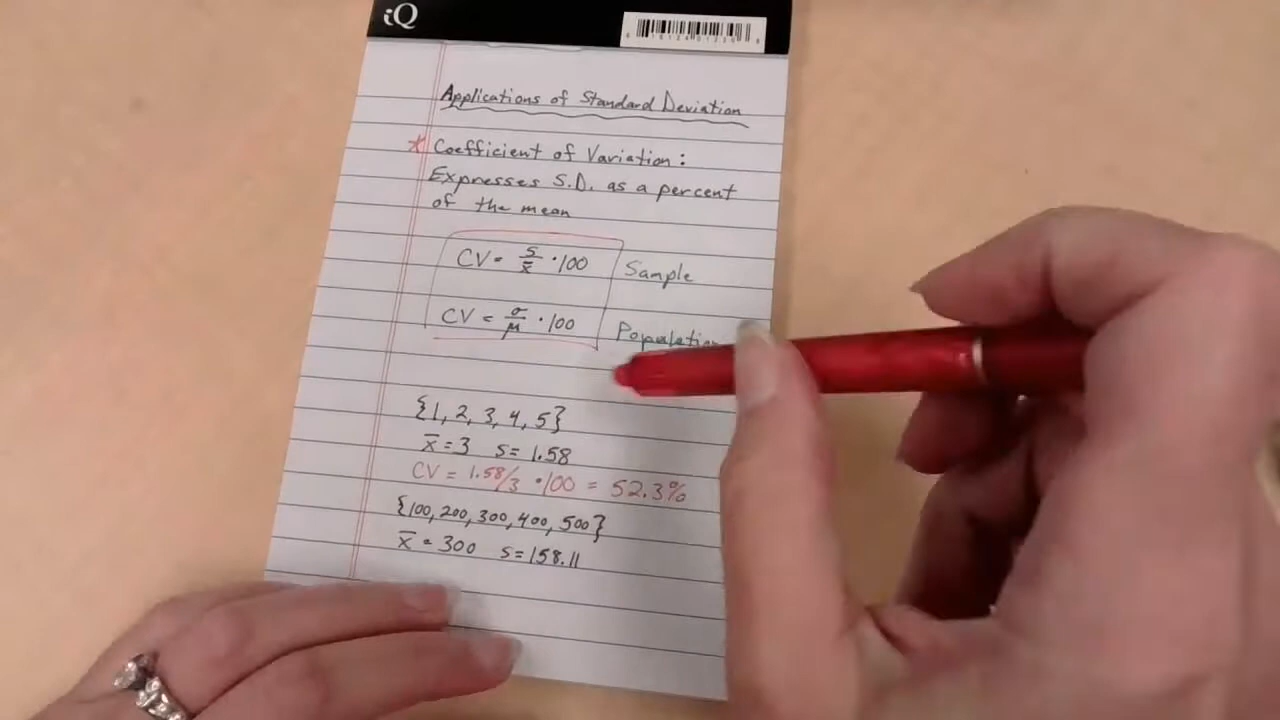 iQ
Applications of Standard Deviation
* Coefficient of Variation:
Expresses S.D. as a percent
of the mean
CV = s/x̅ · 100 Sample
CV = σ/μ · 100 Population
{1, 2, 3, 4, 5}
x̅ = 3 s = 1.58
CV = 1.58/3 · 100 = 52.3%
{100, 200, 300, 400, 500}
x̅ = 300 s = 158.11